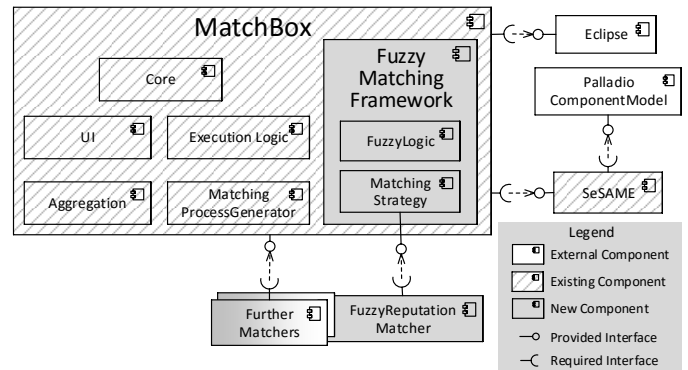 MatchBox
Fuzzy
Matching
Framework
Core
UI
Execution Logic
FuzzyLogic
Aggregation
Matching
ProcessGenerator
Matching
Strategy
Eclipse
Palladio
ComponentModel
SeSAME
Further
Matchers
FuzzyReputation
Matcher
Legend
External Component
Existing Component
New Component
Provided Interface
Required Interface